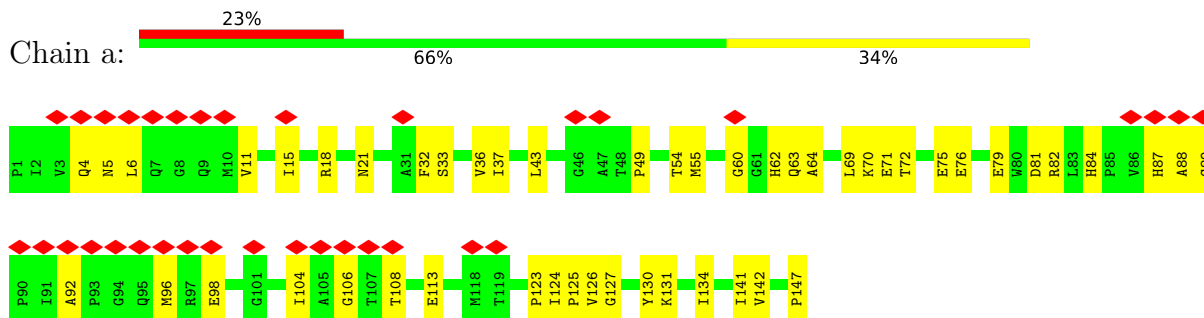 23%
Chain a:
66% 34%
P1 I2 V3 Q4 N5 L6 Q7 G8 Q9 M10 V11 I15 R18 N21 A31 F32 S33 V36 I37 L43 G46 A47 T48 P49 T54 M55 G60 G61 H62 Q63 A64 L69 K70 E71 T72 E75 E76 E79 W80 D81 R82 L83 H84 P85 V86 H87 A88
P90 I91 A92 P93 G94 Q95 M96 R97 E98 G101 I104 A105 G106 T107 T108 E113 M118 T119 P123 I124 P125 V126 G127 Y130 K131 I134 I141 V142 P147